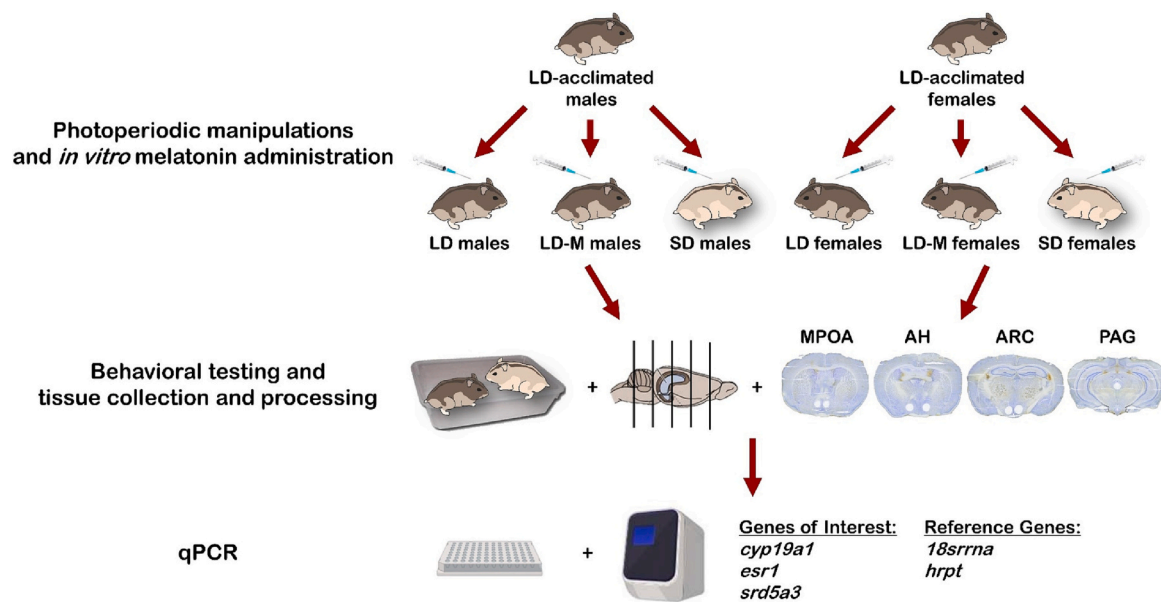 LD-acclimated
males
LD-acclimated
females
Photoperiodic manipulations
and in vitro melatonin administration
LD males
LD-M males
SD males
LD females
LD-M females
SD females
Behavioral testing and
tissue collection and processing
+
+
MPOA
AH
ARC
PAG
qPCR
+
Genes of Interest:
cyp19a1
esr1
srd5a3
Reference Genes:
18srrna
hrpt